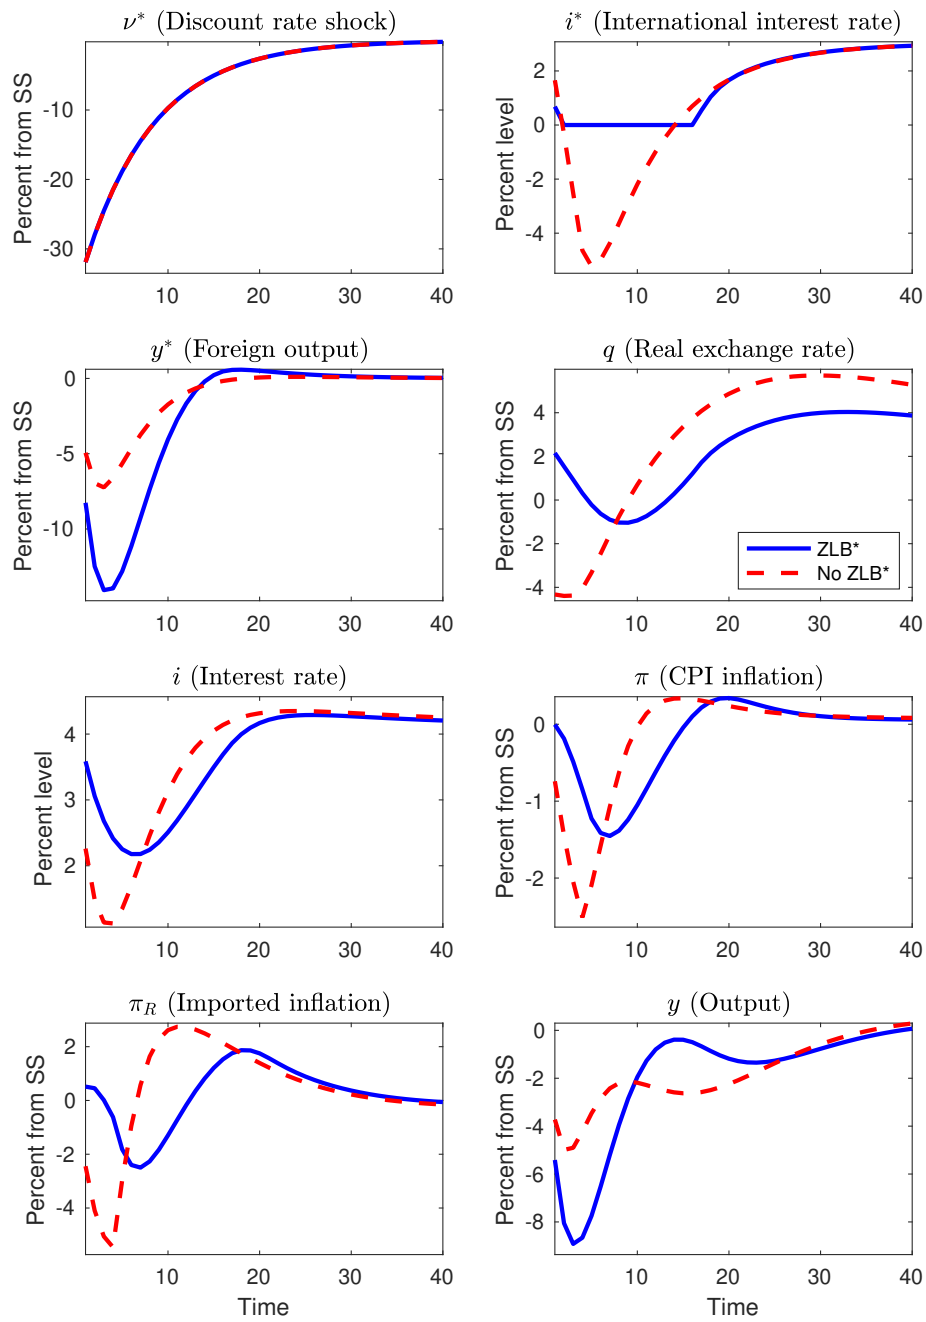 ν* (Discount rate shock)
Percent from SS
-10
-20
-30
10 20 30 40
i* (International interest rate)
Percent level
2
0
-2
-4
10 20 30 40
y* (Foreign output)
Percent from SS
0
-5
-10
10 20 30 40
q (Real exchange rate)
Percent from SS
4
2
0
-2
-4
ZLB*
No ZLB*
10 20 30 40
i (Interest rate)
Percent level
4
3
2
10 20 30 40
π (CPI inflation)
Percent from SS
0
-1
-2
10 20 30 40
π_R (Imported inflation)
Percent from SS
2
0
-2
-4
10 20 30 40
Time
y (Output)
Percent from SS
0
-2
-4
-6
-8
10 20 30 40
Time